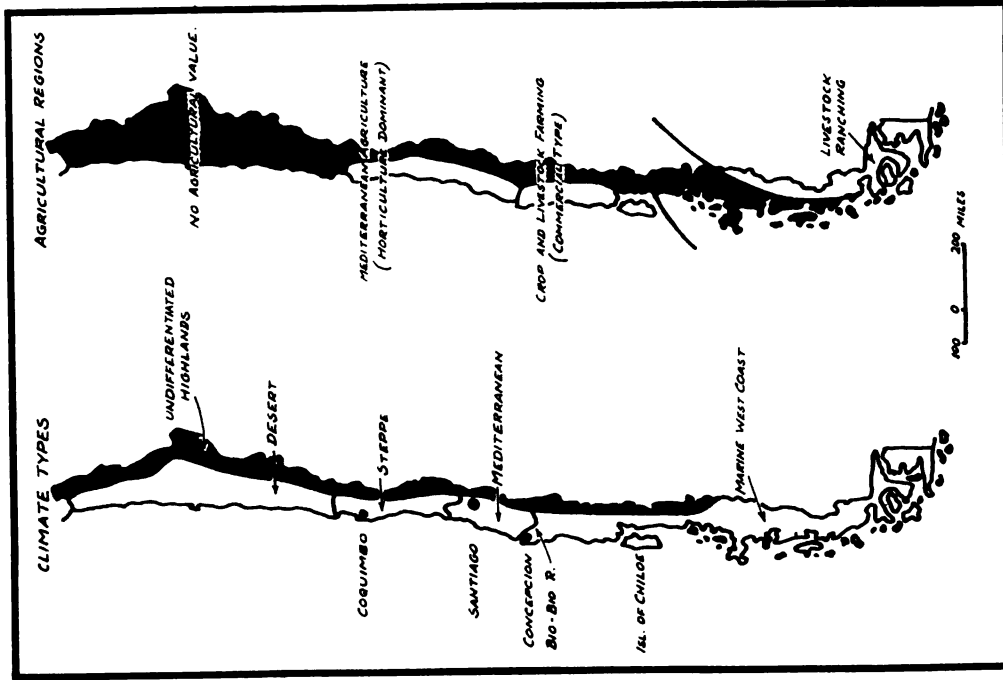 CLIMATE TYPES
UNDIFFERENTIATED
HIGHLANDS
DESERT
STEPPE
COQUIMBO
MEDITERRANEAN
SANTIAGO
CONCEPCION
BIO-BIO R.
ISL. OF CHILOE
MARINE WEST COAST
AGRICULTURAL REGIONS
NO AGRICULTURAL VALUE.
MEDITERRANEAN AGRICULTURE
(HORTICULTURE DOMINANT)
CROP AND LIVESTOCK FARMING
(COMMERCIAL TYPE)
LIVESTOCK
RANCHING
100 0 200 MILES